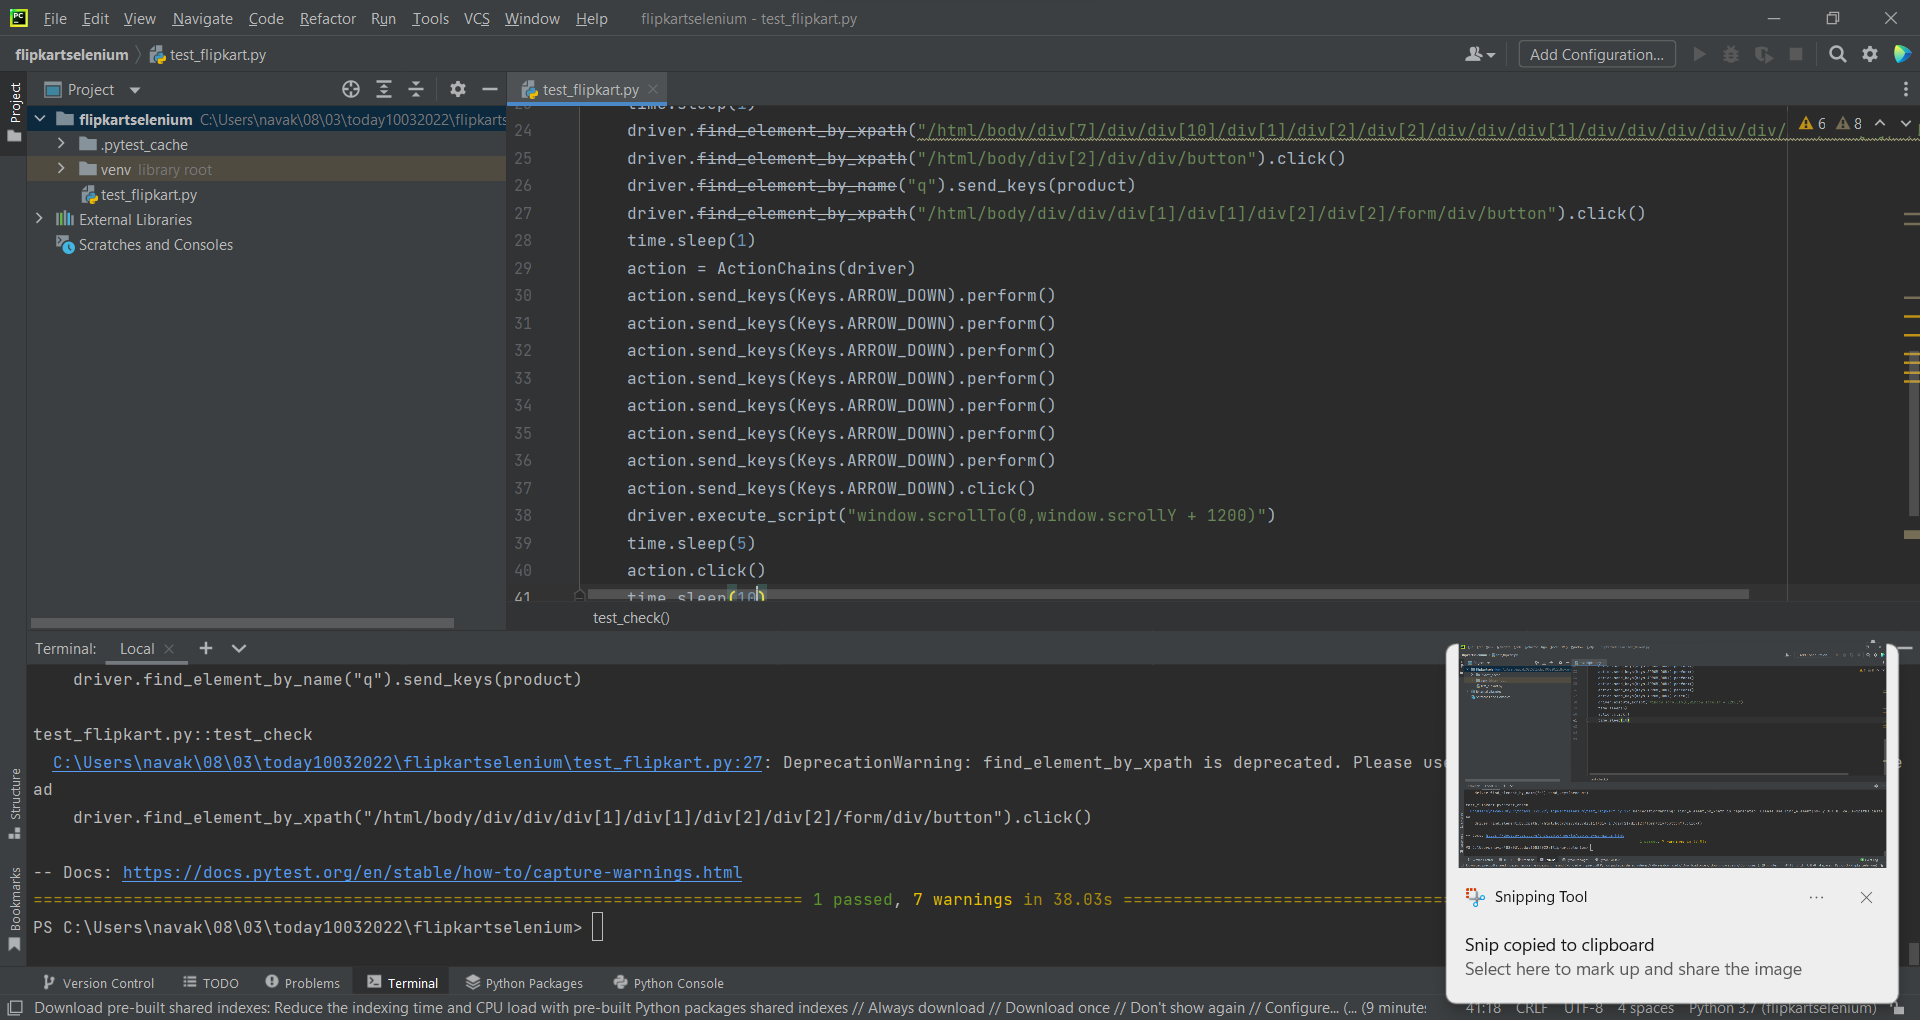 File Edit View Navigate Code Refactor Run Tools VCS Window Help flipkartselenium - test_flipkart.py
flipkartselenium test_flipkart.py Add Configuration...
Project
Project
flipkartselenium C:\Users\navak\08\03\today10032022\flipkarts
.pytest_cache
venv library root
test_flipkart.py
External Libraries
Scratches and Consoles
test_flipkart.py
6 8
24 driver.find_element_by_xpath("/html/body/div[7]/div/div[10]/div[1]/div[2]/div[2]/div/div/div[1]/div/div/div/div/div/
25 driver.find_element_by_xpath("/html/body/div[2]/div/div/button").click()
26 driver.find_element_by_name("q").send_keys(product)
27 driver.find_element_by_xpath("/html/body/div/div/div[1]/div[1]/div[2]/div[2]/form/div/button").click()
28 time.sleep(1)
29 action = ActionChains(driver)
30 action.send_keys(Keys.ARROW_DOWN).perform()
31 action.send_keys(Keys.ARROW_DOWN).perform()
32 action.send_keys(Keys.ARROW_DOWN).perform()
33 action.send_keys(Keys.ARROW_DOWN).perform()
34 action.send_keys(Keys.ARROW_DOWN).perform()
35 action.send_keys(Keys.ARROW_DOWN).perform()
36 action.send_keys(Keys.ARROW_DOWN).perform()
37 action.send_keys(Keys.ARROW_DOWN).click()
38 driver.execute_script("window.scrollTo(0,window.scrollY + 1200)")
39 time.sleep(5)
40 action.click()
41 time.sleep(10)
test_check()
Terminal: Local
driver.find_element_by_name("q").send_keys(product)
test_flipkart.py::test_check
C:\Users\navak\08\03\today10032022\flipkartselenium\test_flipkart.py:27: DeprecationWarning: find_element_by_xpath is deprecated. Please us
ad
driver.find_element_by_xpath("/html/body/div/div/div[1]/div[1]/div[2]/div[2]/form/div/button").click()
-- Docs: https://docs.pytest.org/en/stable/how-to/capture-warnings.html
1 passed, 7 warnings in 38.03s
PS C:\Users\navak\08\03\today10032022\flipkartselenium>
Structure
Bookmarks
Snipping Tool
Snip copied to clipboard
Select here to mark up and share the image
Version Control TODO Problems Terminal Python Packages Python Console
Download pre-built shared indexes: Reduce the indexing time and CPU load with pre-built Python packages shared indexes // Always download // Download once // Don't show again // Configure... (... (9 minutes 41:18 CRLF UTF-8 4 spaces Python 3.7 (flipkartselenium)